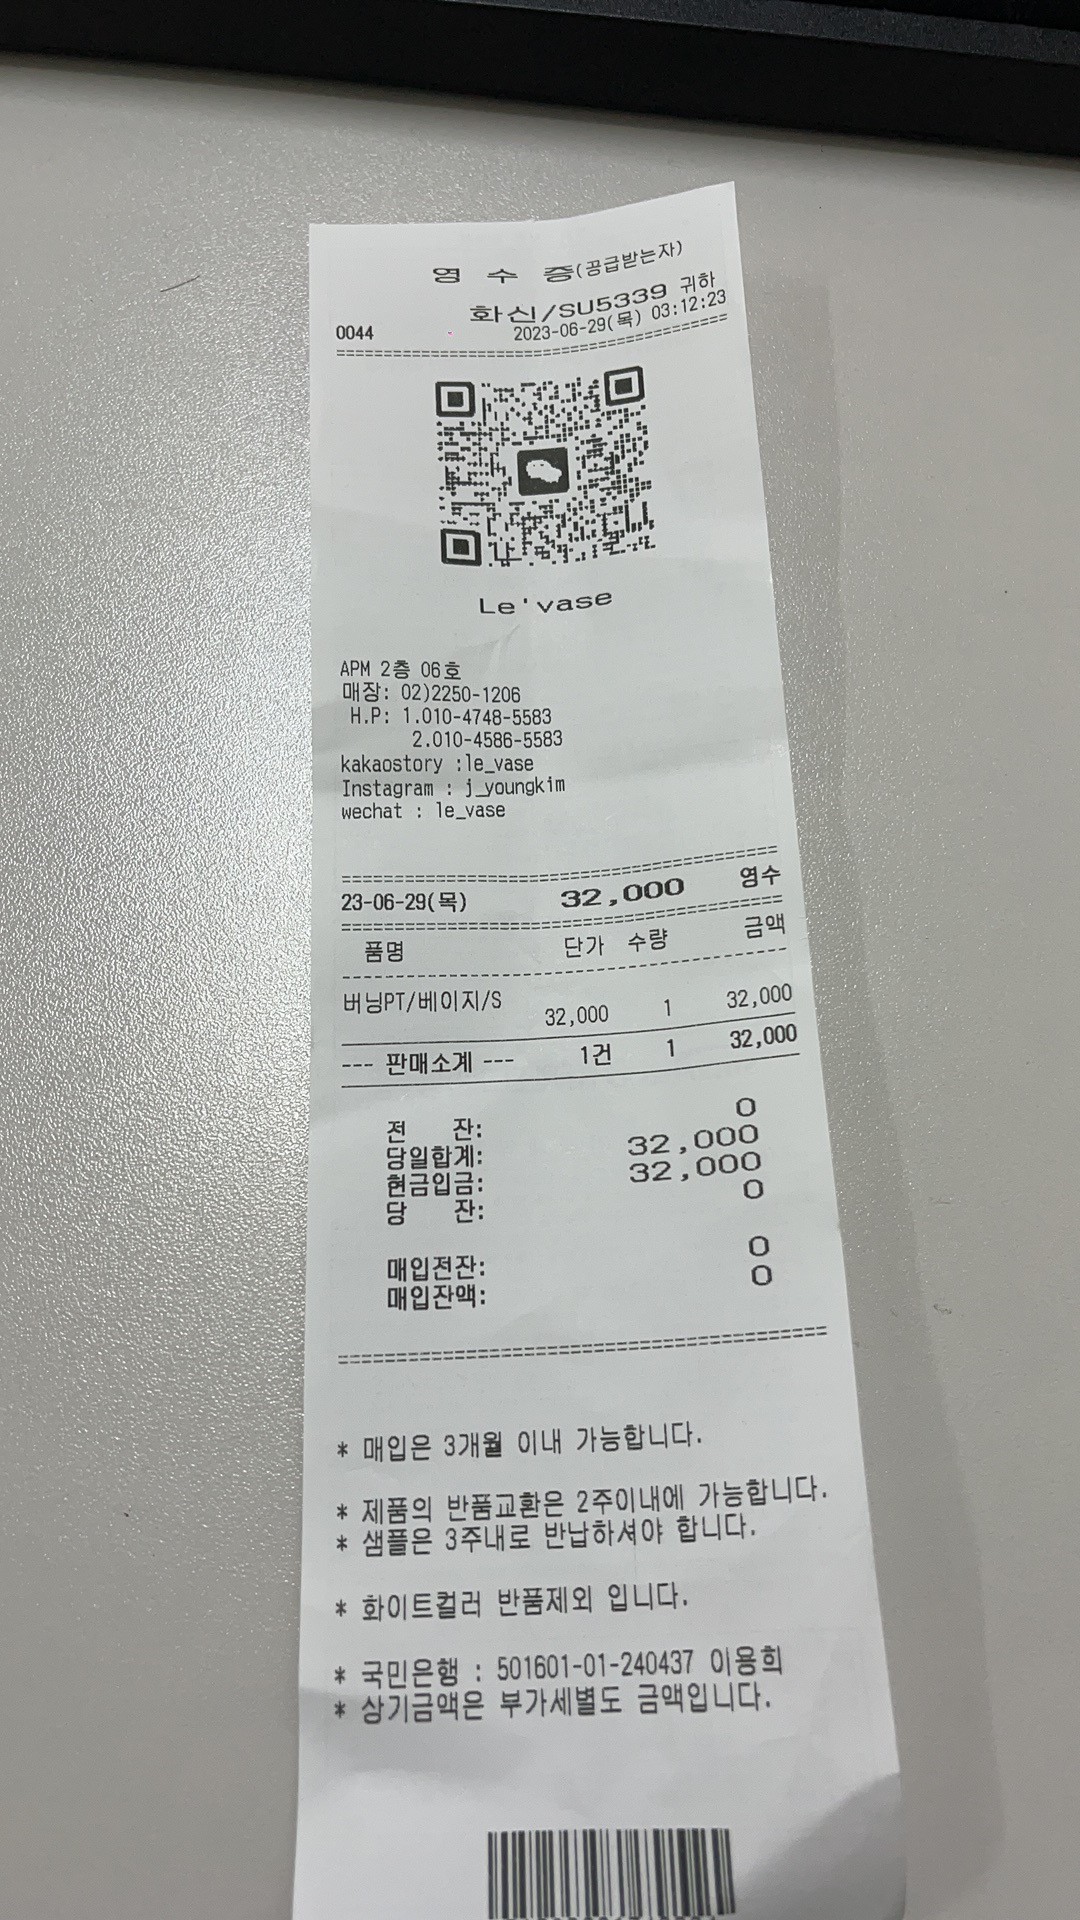 영 수 증(공급받는자)
화신/SU5339 귀하
0044 2023-06-29(목) 03:12:23
==========================================
Le'vase
APM 2층 06호
매장: 02)2250-1206
H.P: 1.010-4748-5583
2.010-4586-5583
kakaostory :le_vase
Instagram : j_youngkim
wechat : le_vase
==========================================
23-06-29(목) 32,000 영수
==========================================
품명 단가 수량 금액
------------------------------------------
버닝PT/베이지/S 32,000 1 32,000
--- 판매소계 --- 1건 1 32,000
전 잔: 0
당일합계: 32,000
현금입금: 32,000
당 잔: 0
매입전잔: 0
매입잔액: 0
==========================================
* 매입은 3개월 이내 가능합니다.
* 제품의 반품교환은 2주이내에 가능합니다.
* 샘플은 3주내로 반납하셔야 합니다.
* 화이트컬러 반품제외 입니다.
* 국민은행 : 501601-01-240437 이용희
* 상기금액은 부가세별도 금액입니다.